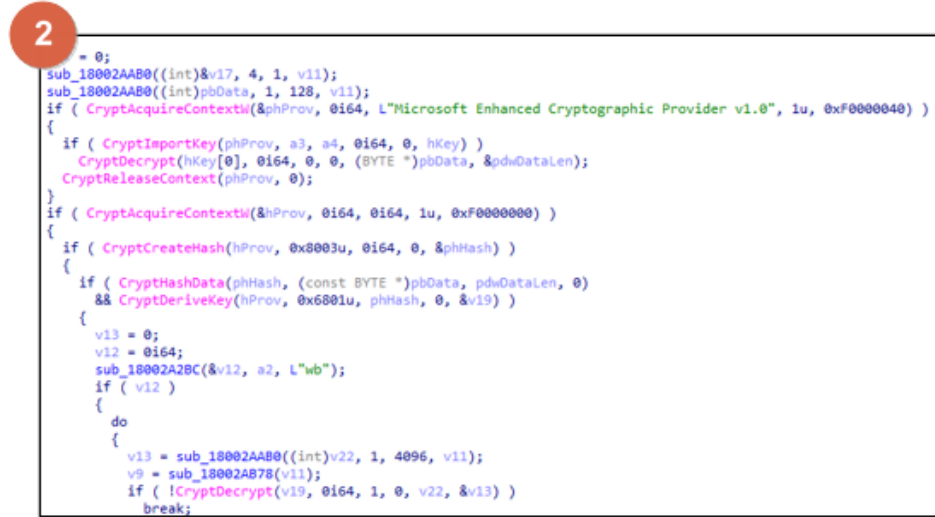 2
= 0;
sub_18002AAB0((int)&v17, 4, 1, v11);
sub_18002AAB0((int)pbData, 1, 128, v11);
if ( CryptAcquireContextW(&phProv, 0i64, L"Microsoft Enhanced Cryptographic Provider v1.0", 1u, 0xF0000040) )
{
if ( CryptImportKey(phProv, a3, a4, 0i64, 0, hKey) )
CryptDecrypt(hKey[0], 0i64, 0, 0, (BYTE *)pbData, &pdwDataLen);
CryptReleaseContext(phProv, 0);
}
if ( CryptAcquireContextW(&hProv, 0i64, 0i64, 1u, 0xF0000000) )
{
if ( CryptCreateHash(hProv, 0x8003u, 0i64, 0, &phHash) )
{
if ( CryptHashData(phHash, (const BYTE *)pbData, pdwDataLen, 0)
&& CryptDeriveKey(hProv, 0x6801u, phHash, 0, &v19) )
{
v13 = 0;
v12 = 0i64;
sub_18002A2BC(&v12, a2, L"wb");
if ( v12 )
{
do
{
v13 = sub_18002AAB0((int)v22, 1, 4096, v11);
v9 = sub_18002AB78(v11);
if ( !CryptDecrypt(v19, 0i64, 1, 0, v22, &v13) )
break;